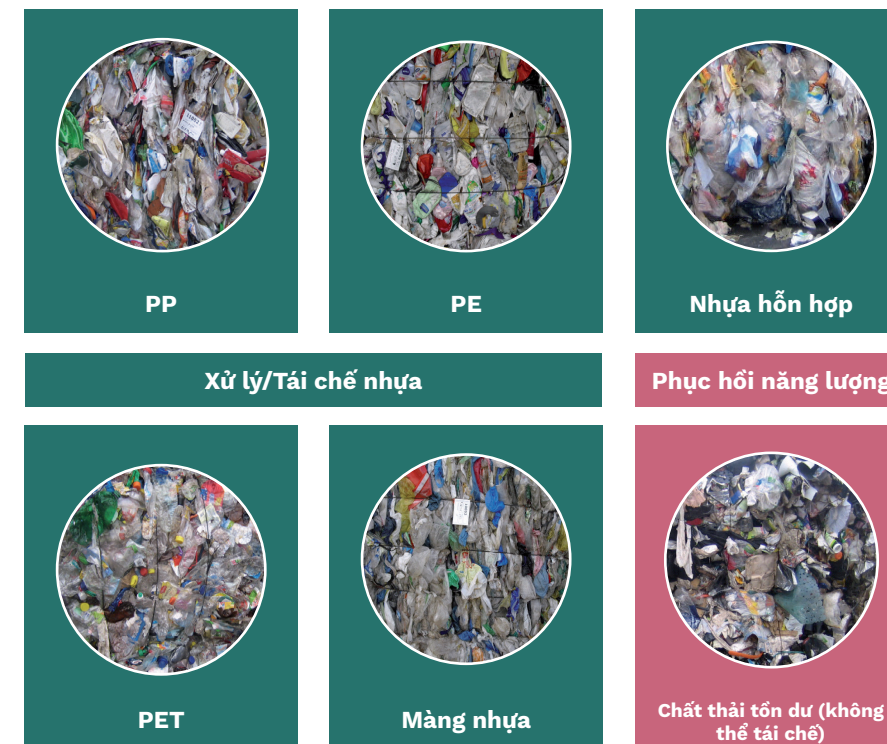 PP
PE
Nhựa hỗn hợp
Xử lý/Tái chế nhựa
Phục hồi năng lượng
PET
Màng nhựa
Chất thải tồn dư (không
thể tái chế)